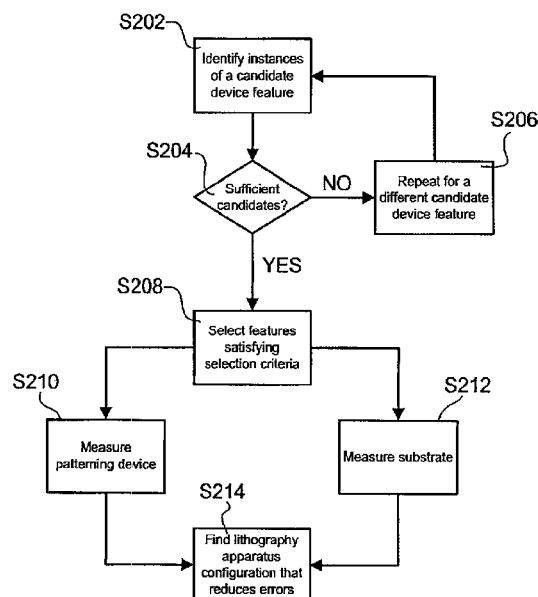 S202
Identify instances
of a candidate
device feature
S204
Sufficient
candidates?
NO
S206
Repeat for a
different candidate
device feature
YES
S208
Select features
satisfying
selection criteria
S210
Measure
patterning device
S212
Measure substrate
S214
Find lithography
apparatus
configuration that
reduces errors